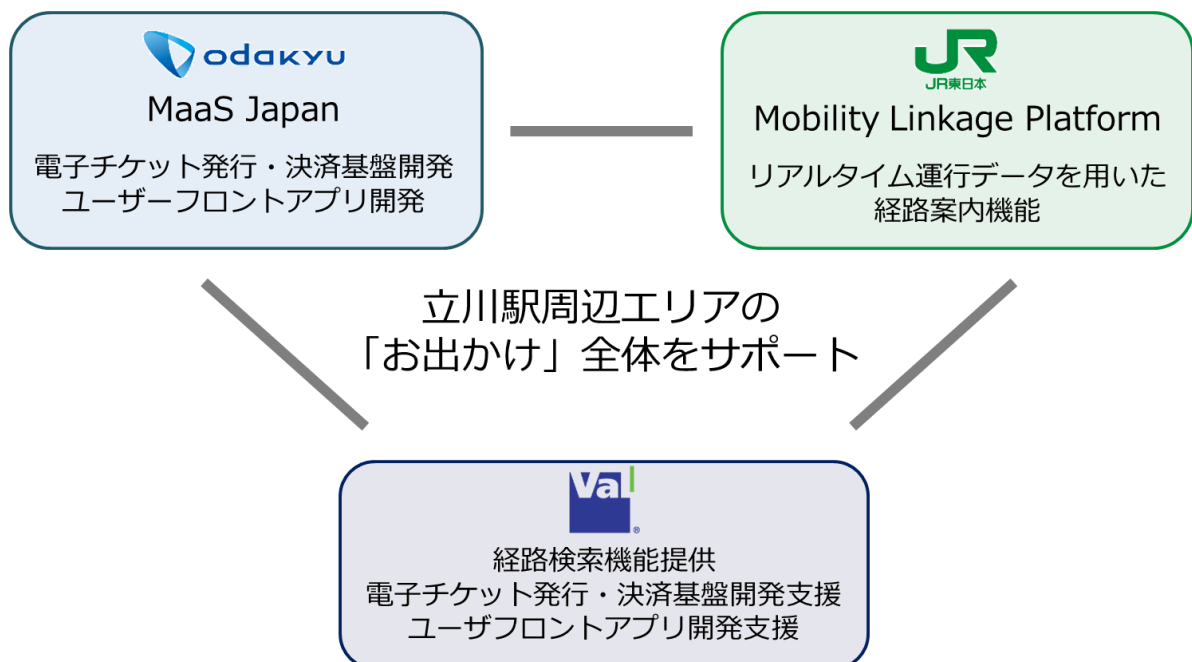 odakyu
MaaS Japan
電子チケット発行・決済基盤開発
ユーザーフロントアプリ開発
JR
JR東日本
Mobility Linkage Platform
リアルタイム運行データを用いた
経路案内機能
立川駅周辺エリアの
「お出かけ」全体をサポート
Val
®
経路検索機能提供
電子チケット発行・決済基盤開発支援
ユーザフロントアプリ開発支援